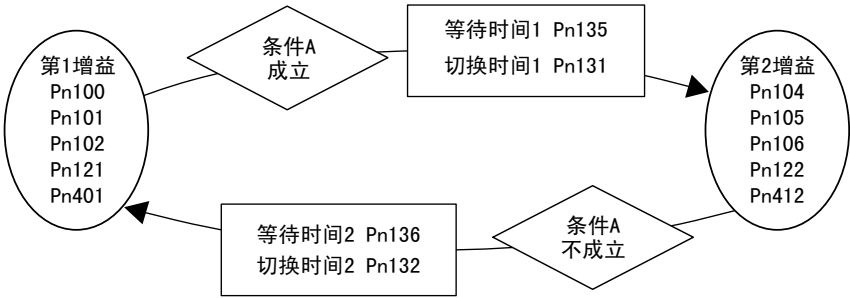 第1增益
Pn100
Pn101
Pn102
Pn121
Pn401
条件A
成立
等待时间1 Pn135
切换时间1 Pn131
第2增益
Pn104
Pn105
Pn106
Pn122
Pn412
条件A
不成立
等待时间2 Pn136
切换时间2 Pn132